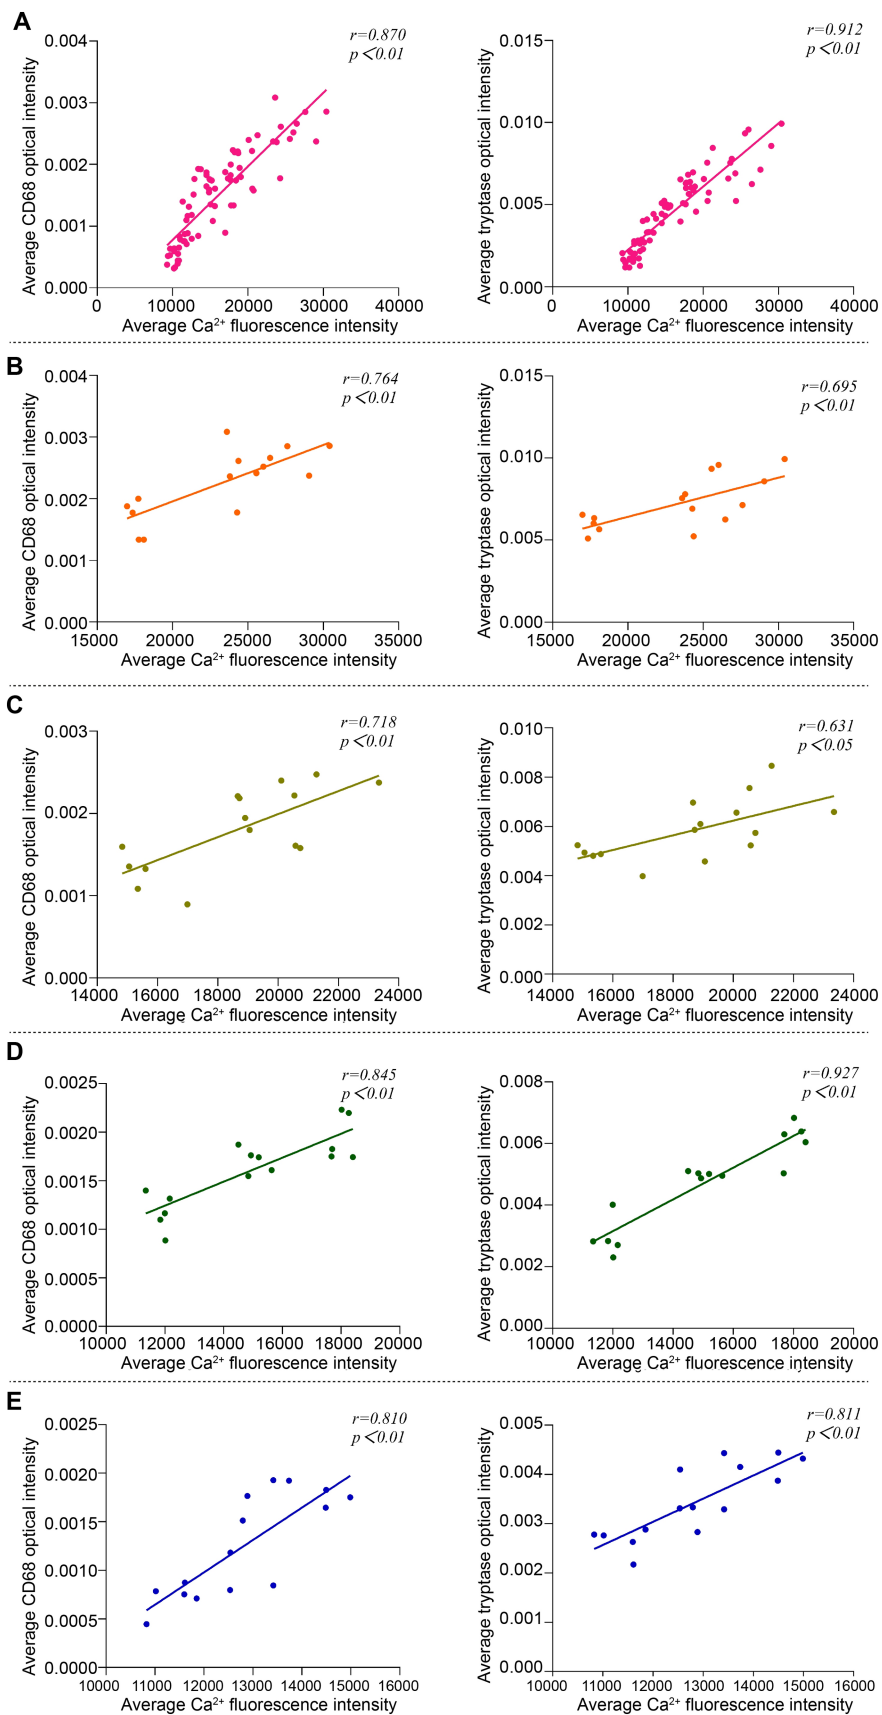 A
r=0.870
p<0.01
Average CD68 optical intensity
0.004
0.003
0.002
0.001
0.000
0
10000
20000
30000
40000
Average Ca²⁺ fluorescence intensity
r=0.912
p<0.01
Average tryptase optical intensity
0.015
0.010
0.005
0.000
0
10000
20000
30000
40000
Average Ca²⁺ fluorescence intensity
B
r=0.764
p<0.01
Average CD68 optical intensity
0.004
0.003
0.002
0.001
0.000
15000
20000
25000
30000
35000
Average Ca²⁺ fluorescence intensity
r=0.695
p<0.01
Average tryptase optical intensity
0.015
0.010
0.005
0.000
15000
20000
25000
30000
35000
Average Ca²⁺ fluorescence intensity
C
r=0.718
p<0.01
Average CD68 optical intensity
0.003
0.002
0.001
0.000
14000
16000
18000
20000
22000
24000
Average Ca²⁺ fluorescence intensity
r=0.631
p<0.05
Average tryptase optical intensity
0.010
0.008
0.006
0.004
0.002
0.000
14000
16000
18000
20000
22000
24000
Average Ca²⁺ fluorescence intensity
D
r=0.845
p<0.01
Average CD68 optical intensity
0.0025
0.0020
0.0015
0.0010
0.0005
0.0000
10000
12000
14000
16000
18000
20000
Average Ca²⁺ fluorescence intensity
r=0.927
p<0.01
Average tryptase optical intensity
0.008
0.006
0.004
0.002
0.000
10000
12000
14000
16000
18000
20000
Average Ca²⁺ fluorescence intensity
E
r=0.810
p<0.01
Average CD68 optical intensity
0.0025
0.0020
0.0015
0.0010
0.0005
0.0000
10000
11000
12000
13000
14000
15000
16000
Average Ca²⁺ fluorescence intensity
r=0.811
p<0.01
Average tryptase optical intensity
0.005
0.004
0.003
0.002
0.001
0.000
10000
11000
12000
13000
14000
15000
16000
Average Ca²⁺ fluorescence intensity